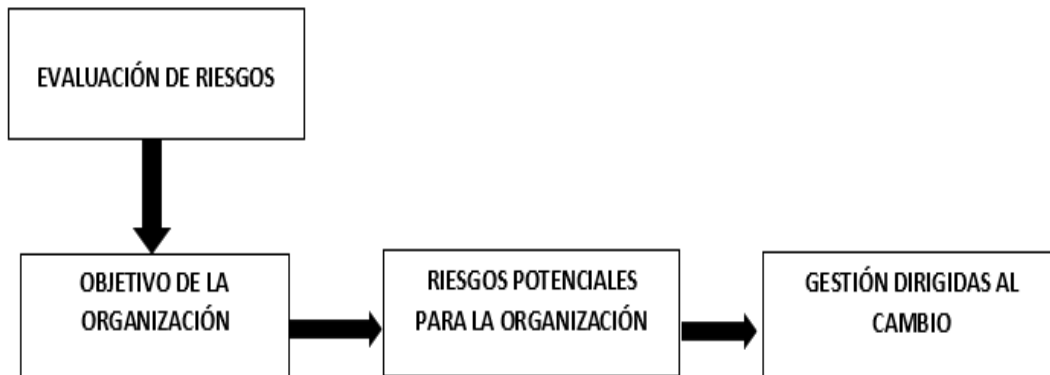 EVALUACIÓN DE RIESGOS
OBJETIVO DE LA
ORGANIZACIÓN
RIESGOS POTENCIALES
PARA LA ORGANIZACIÓN
GESTIÓN DIRIGIDAS AL
CAMBIO